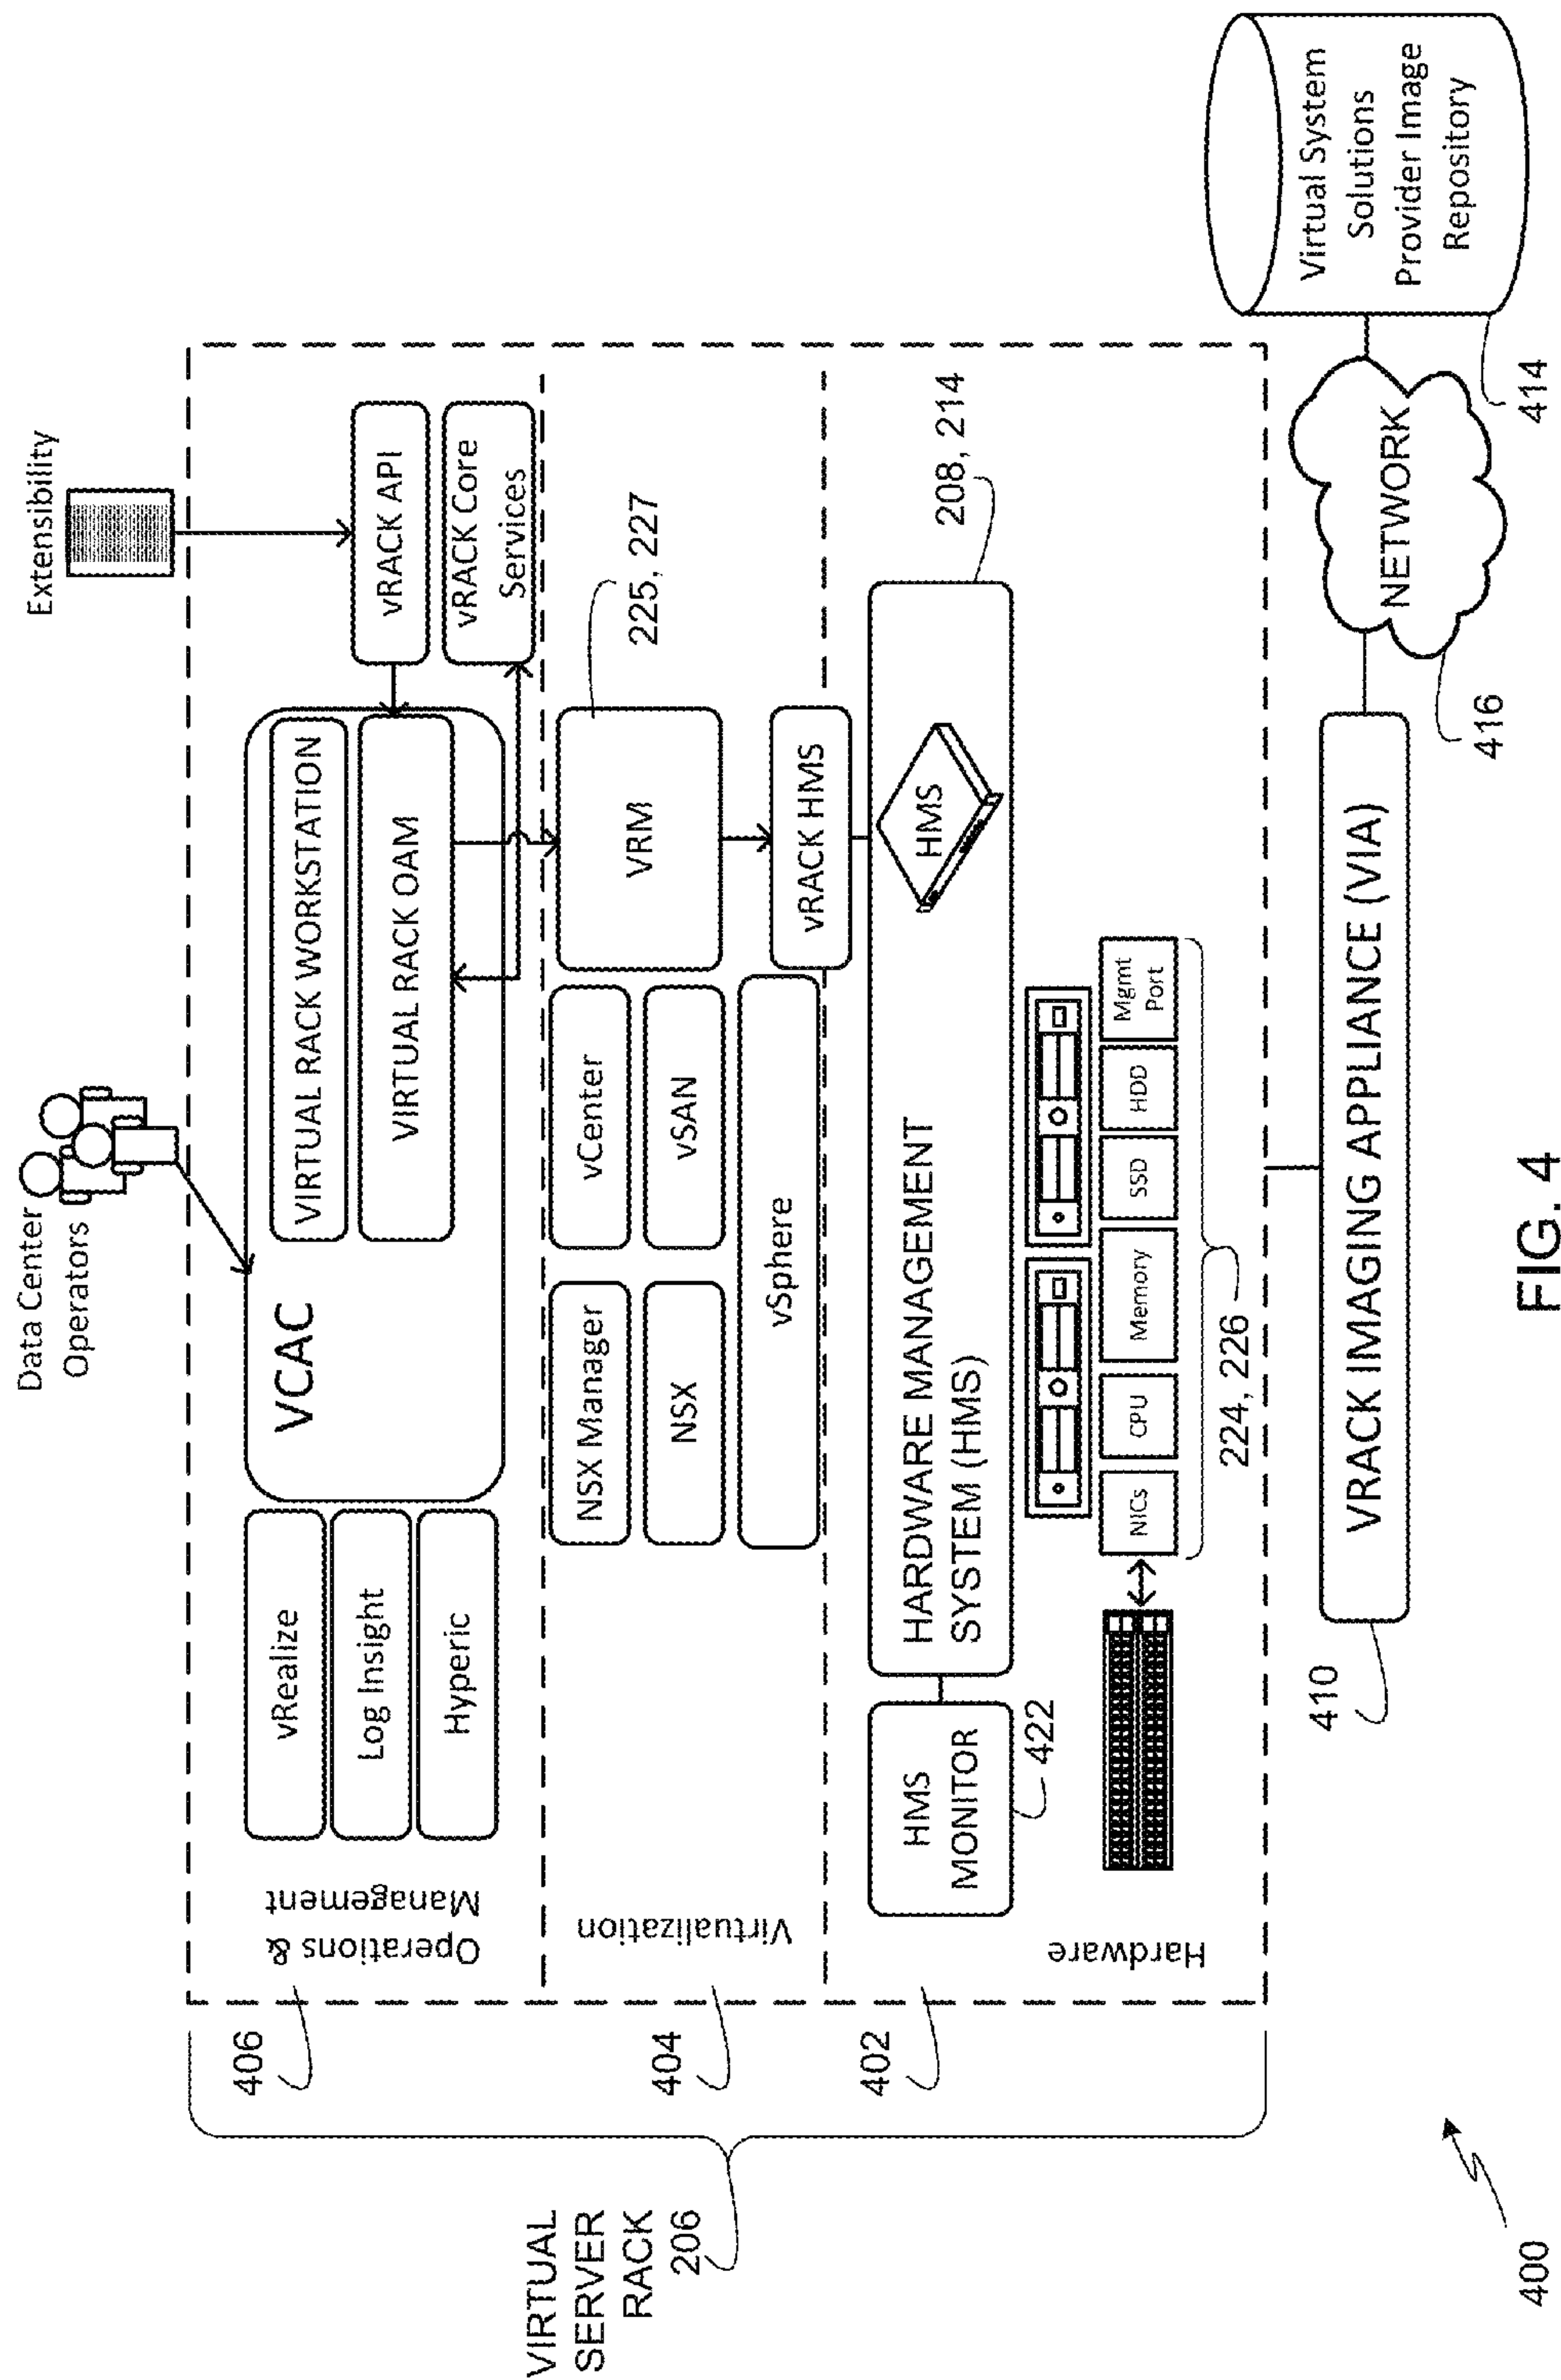 Data Center
Operators
Extensibility
VIRTUAL
SERVER
RACK
206
406
Operations &
Management
vRealize
Log Insight
Hyperic
VCAC
VIRTUAL RACK WORKSTATION
VIRTUAL RACK OAM
vRACK API
vRACK Core
Services
404
Virtualization
NSX Manager
NSX
vCenter
vSAN
vSphere
VRM
225, 227
vRACK HMS
402
Hardware
HMS
MONITOR
422
HARDWARE MANAGEMENT
SYSTEM (HMS)
HMS
208, 214
NICs
CPU
Memory
SSD
HDD
Mgmt
Port
224, 226
410
VRACK IMAGING APPLIANCE (VIA)
NETWORK
416
Virtual System
Solutions
Provider Image
Repository
414
400
FIG. 4